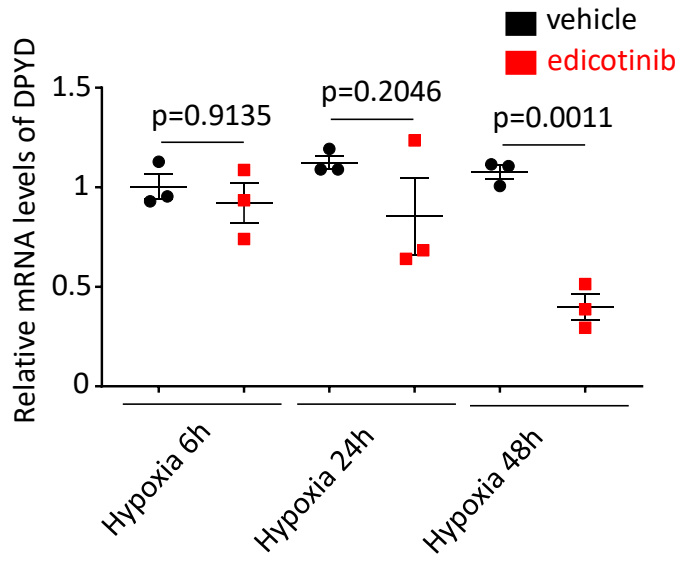 vehicle
edicotinib
Relative mRNA levels of DPYD
1.5
1
0.5
0
p=0.9135
p=0.2046
p=0.0011
Hypoxia 6h
Hypoxia 24h
Hypoxia 48h